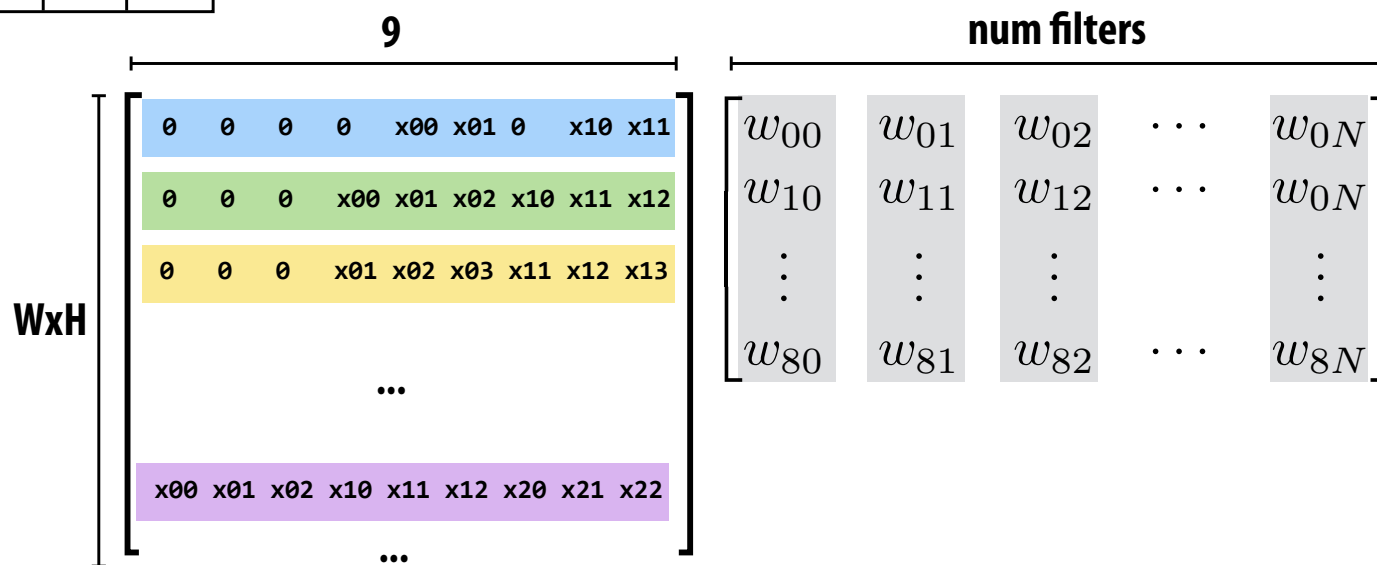 9
num filters
0 0 0 0 x00 x01 0 x10 x11
0 0 0 x00 x01 x02 x10 x11 x12
0 0 0 x01 x02 x03 x11 x12 x13
WxH
...
x00 x01 x02 x10 x11 x12 x20 x21 x22
...
w₀₀ w₀₁ w₀₂ ⋯ w₀N
w₁₀ w₁₁ w₁₂ ⋯ w₀N
⋮ ⋮ ⋮ ⋮
w₈₀ w₈₁ w₈₂ ⋯ w₈N